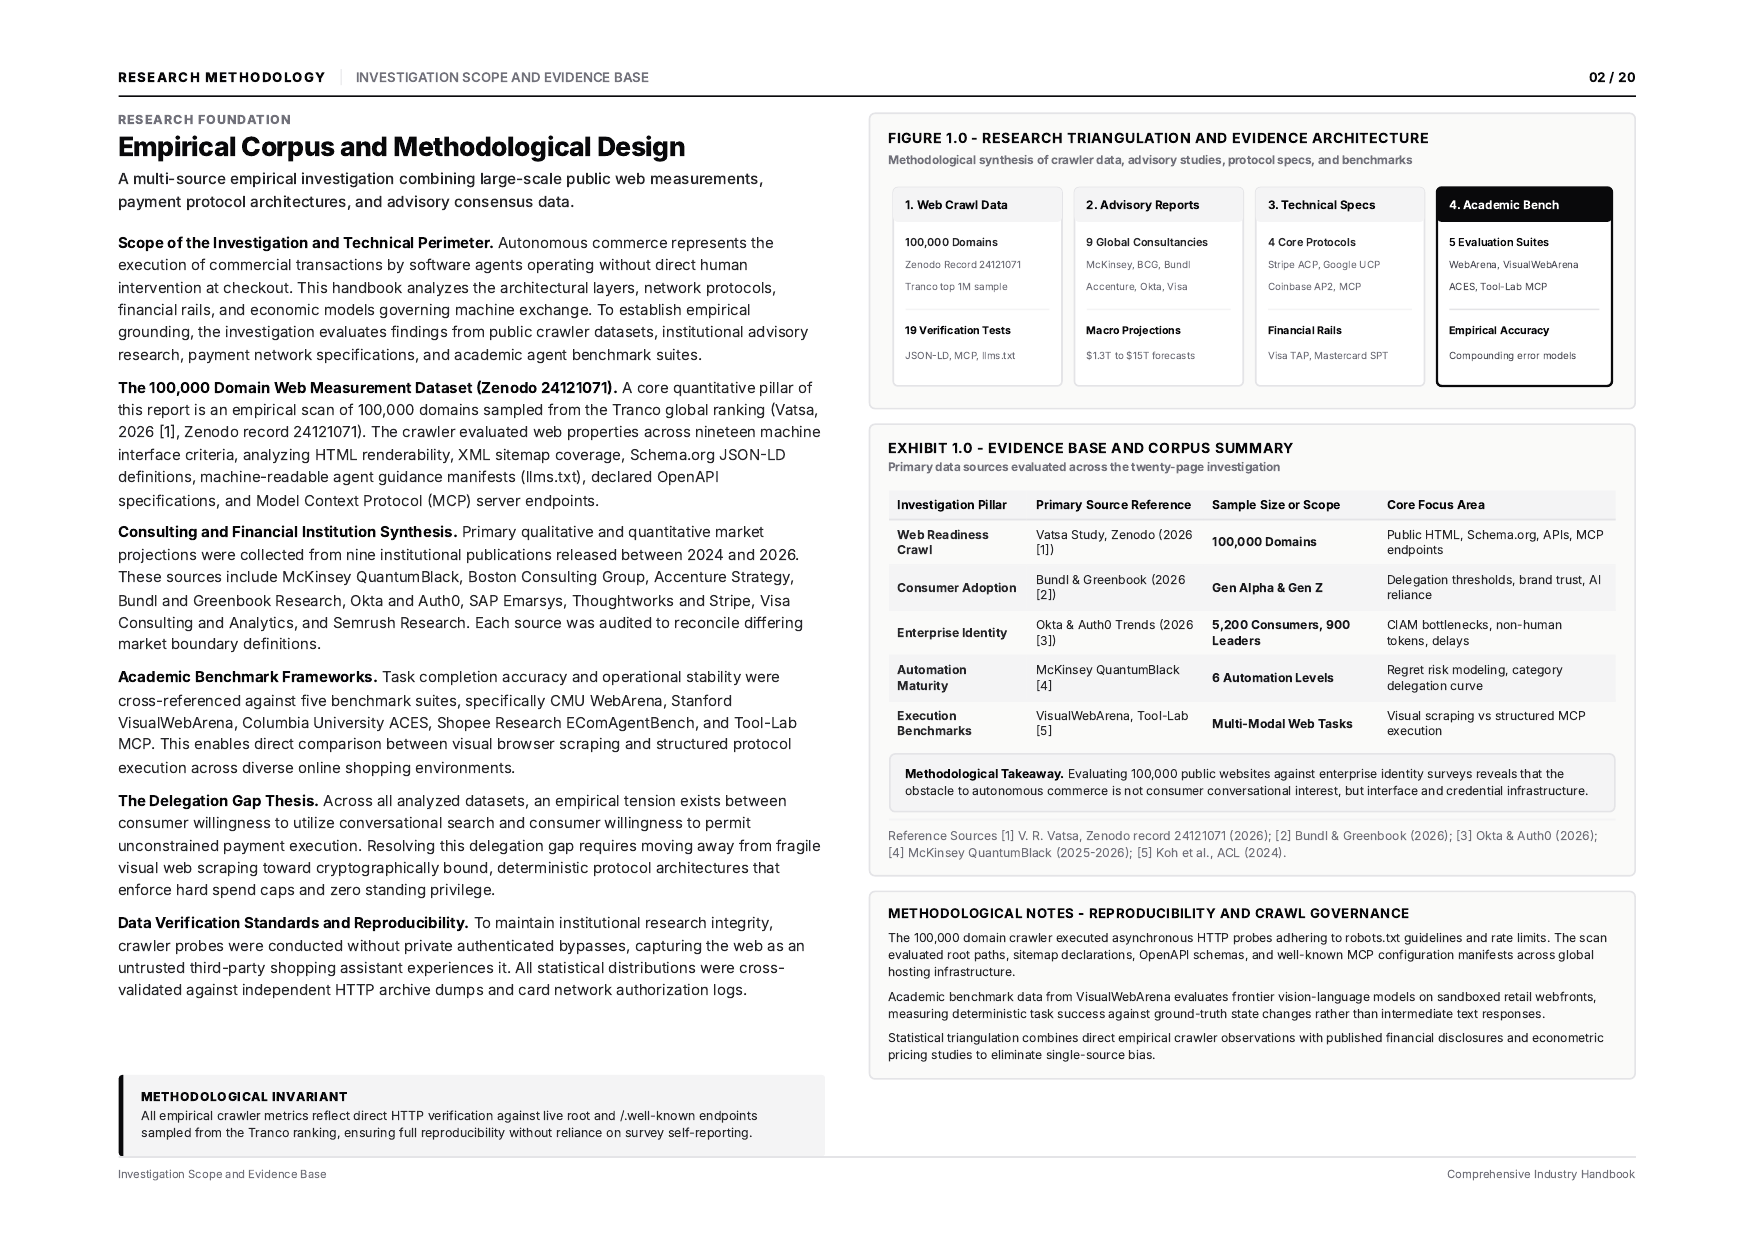 RESEARCH METHODOLOGY
INVESTIGATION SCOPE AND EVIDENCE BASE
02 / 20
RESEARCH FOUNDATION
Empirical Corpus and Methodological Design
A multi-source empirical investigation combining large-scale public web measurements,
payment protocol architectures, and advisory consensus data.
Scope of the Investigation and Technical Perimeter. Autonomous commerce represents the
execution of commercial transactions by software agents operating without direct human
intervention at checkout. This handbook analyzes the architectural layers, network protocols,
financial rails, and economic models governing machine exchange. To establish empirical
grounding, the investigation evaluates findings from public crawler datasets, institutional advisory
research, payment network specifications, and academic agent benchmark suites.
The 100,000 Domain Web Measurement Dataset (Zenodo 24121071). A core quantitative pillar of
this report is an empirical scan of 100,000 domains sampled from the Tranco global ranking (Vatsa,
2026 [1], Zenodo record 24121071). The crawler evaluated web properties across nineteen machine
interface criteria, analyzing HTML renderability, XML sitemap coverage, Schema.org JSON-LD
definitions, machine-readable agent guidance manifests (llms.txt), declared OpenAPI
specifications, and Model Context Protocol (MCP) server endpoints.
Consulting and Financial Institution Synthesis. Primary qualitative and quantitative market
projections were collected from nine institutional publications released between 2024 and 2026.
These sources include McKinsey QuantumBlack, Boston Consulting Group, Accenture Strategy,
Bundl and Greenbook Research, Okta and Auth0, SAP Emarsys, Thoughtworks and Stripe, Visa
Consulting and Analytics, and Semrush Research. Each source was audited to reconcile differing
market boundary definitions.
Academic Benchmark Frameworks. Task completion accuracy and operational stability were
cross-referenced against five benchmark suites, specifically CMU WebArena, Stanford
VisualWebArena, Columbia University ACES, Shopee Research EComAgentBench, and Tool-Lab
MCP. This enables direct comparison between visual browser scraping and structured protocol
execution across diverse online shopping environments.
The Delegation Gap Thesis. Across all analyzed datasets, an empirical tension exists between
consumer willingness to utilize conversational search and consumer willingness to permit
unconstrained payment execution. Resolving this delegation gap requires moving away from fragile
visual web scraping toward cryptographically bound, deterministic protocol architectures that
enforce hard spend caps and zero standing privilege.
Data Verification Standards and Reproducibility. To maintain institutional research integrity,
crawler probes were conducted without private authenticated bypasses, capturing the web as an
untrusted third-party shopping assistant experiences it. All statistical distributions were cross-
validated against independent HTTP archive dumps and card network authorization logs.
METHODOLOGICAL INVARIANT
All empirical crawler metrics reflect direct HTTP verification against live root and /.well-known endpoints
sampled from the Tranco ranking, ensuring full reproducibility without reliance on survey self-reporting.
FIGURE 1.0 - RESEARCH TRIANGULATION AND EVIDENCE ARCHITECTURE
Methodological synthesis of crawler data, advisory studies, protocol specs, and benchmarks
1. Web Crawl Data
100,000 Domains
Zenodo Record 24121071
Tranco top 1M sample
19 Verification Tests
JSON-LD, MCP, llms.txt
2. Advisory Reports
9 Global Consultancies
McKinsey, BCG, Bundl
Accenture, Okta, Visa
Macro Projections
$1.3T to $15T forecasts
3. Technical Specs
4 Core Protocols
Stripe ACP, Google UCP
Coinbase AP2, MCP
Financial Rails
Visa TAP, Mastercard SPT
4. Academic Bench
5 Evaluation Suites
WebArena, VisualWebArena
ACES, Tool-Lab MCP
Empirical Accuracy
Compounding error models
EXHIBIT 1.0 - EVIDENCE BASE AND CORPUS SUMMARY
Primary data sources evaluated across the twenty-page investigation
Investigation Pillar Primary Source Reference Sample Size or Scope Core Focus Area
Web Readiness
Crawl
Vatsa Study, Zenodo (2026
[1])
100,000 Domains
Public HTML, Schema.org, APIs, MCP
endpoints
Consumer Adoption
Bundl & Greenbook (2026
[2])
Gen Alpha & Gen Z
Delegation thresholds, brand trust, AI
reliance
Enterprise Identity
Okta & Auth0 Trends (2026
[3])
5,200 Consumers, 900
Leaders
CIAM bottlenecks, non-human
tokens, delays
Automation
Maturity
McKinsey QuantumBlack
[4]
6 Automation Levels
Regret risk modeling, category
delegation curve
Execution
Benchmarks
VisualWebArena, Tool-Lab
[5]
Multi-Modal Web Tasks
Visual scraping vs structured MCP
execution
Methodological Takeaway. Evaluating 100,000 public websites against enterprise identity surveys reveals that the
obstacle to autonomous commerce is not consumer conversational interest, but interface and credential infrastructure.
Reference Sources [1] V. R. Vatsa, Zenodo record 24121071 (2026); [2] Bundl & Greenbook (2026); [3] Okta & Auth0 (2026);
[4] McKinsey QuantumBlack (2025-2026); [5] Koh et al., ACL (2024).
METHODOLOGICAL NOTES - REPRODUCIBILITY AND CRAWL GOVERNANCE
The 100,000 domain crawler executed asynchronous HTTP probes adhering to robots.txt guidelines and rate limits. The scan
evaluated root paths, sitemap declarations, OpenAPI schemas, and well-known MCP configuration manifests across global
hosting infrastructure.
Academic benchmark data from VisualWebArena evaluates frontier vision-language models on sandboxed retail webfronts,
measuring deterministic task success against ground-truth state changes rather than intermediate text responses.
Statistical triangulation combines direct empirical crawler observations with published financial disclosures and econometric
pricing studies to eliminate single-source bias.
Investigation Scope and Evidence Base
Comprehensive Industry Handbook